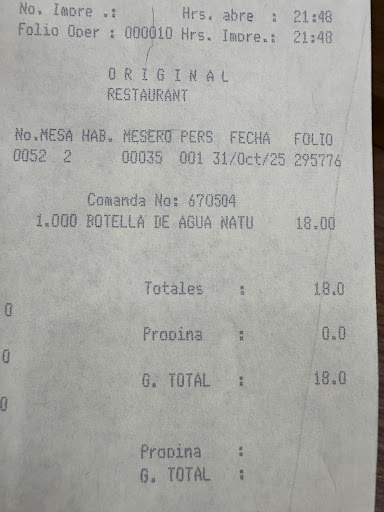 No. Impre .: Hrs. abre : 21:48
Folio Oper : 000010 Hrs. Impre.: 21:48
O R I G I N A L
RESTAURANT
No.MESA HAB. MESERO PERS FECHA FOLIO
0052 2 00035 001 31/Oct/25 295776
Comanda No: 670504
1.000 BOTELLA DE AGUA NATU 18.00
Totales : 18.0
0
Propina : 0.0
0
G. TOTAL : 18.0
0
Propina :
G. TOTAL :